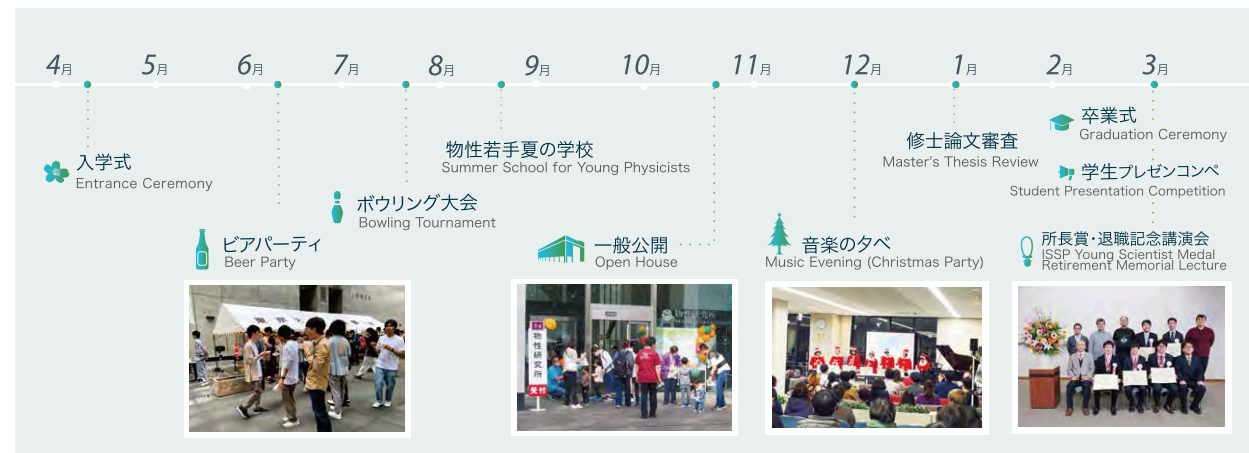 4月
5月
6月
7月
8月
9月
10月
11月
12月
1月
2月
3月
入学式
Entrance Ceremony
ビアパーティ
Beer Party
ボウリング大会
Bowling Tournament
物性若手夏の学校
Summer School for Young Physicists
一般公開
Open House
音楽の夕べ
Music Evening (Christmas Party)
修士論文審査
Master's Thesis Review
卒業式
Graduation Ceremony
学生プレゼンコンペ
Student Presentation Competition
所長賞・退職記念講演会
ISSP Young Scientist Medal
Retirement Memorial Lecture
物性研究所
物性研究所
受付